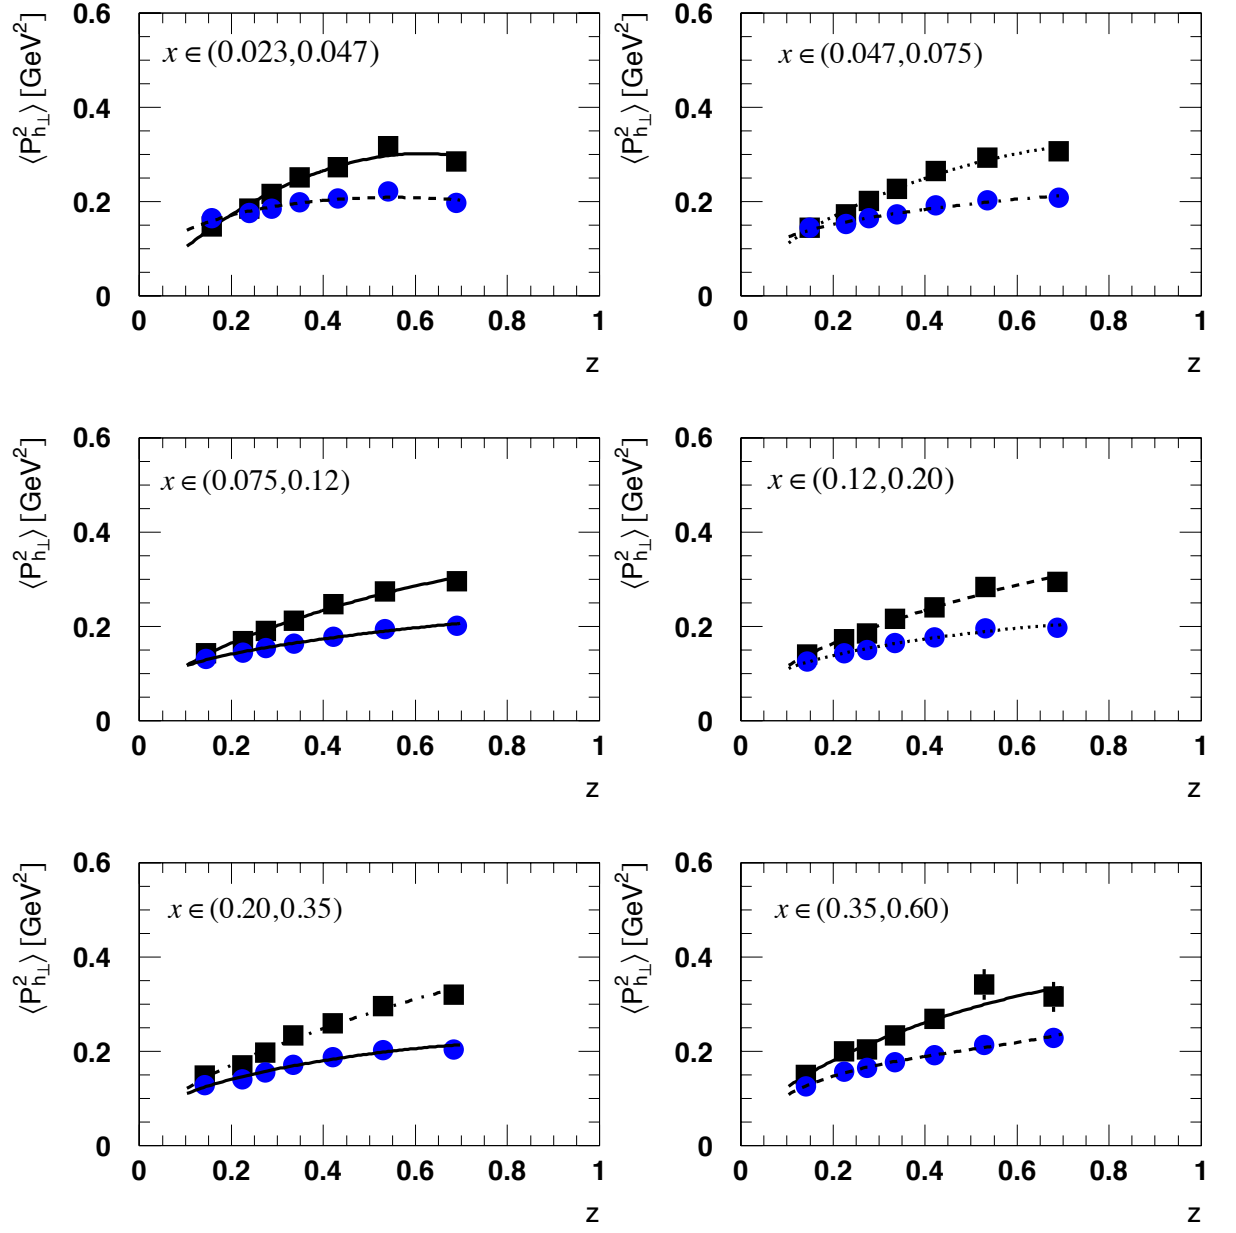 ⟨P²h⊥⟩ [GeV²]
x ∈ (0.023,0.047)
0.6
0.4
0.2
0
0 0.2 0.4 0.6 0.8 1
z
⟨P²h⊥⟩ [GeV²]
x ∈ (0.047,0.075)
0.6
0.4
0.2
0
0 0.2 0.4 0.6 0.8 1
z
⟨P²h⊥⟩ [GeV²]
x ∈ (0.075,0.12)
0.6
0.4
0.2
0
0 0.2 0.4 0.6 0.8 1
z
⟨P²h⊥⟩ [GeV²]
x ∈ (0.12,0.20)
0.6
0.4
0.2
0
0 0.2 0.4 0.6 0.8 1
z
⟨P²h⊥⟩ [GeV²]
x ∈ (0.20,0.35)
0.6
0.4
0.2
0
0 0.2 0.4 0.6 0.8 1
z
⟨P²h⊥⟩ [GeV²]
x ∈ (0.35,0.60)
0.6
0.4
0.2
0
0 0.2 0.4 0.6 0.8 1
z